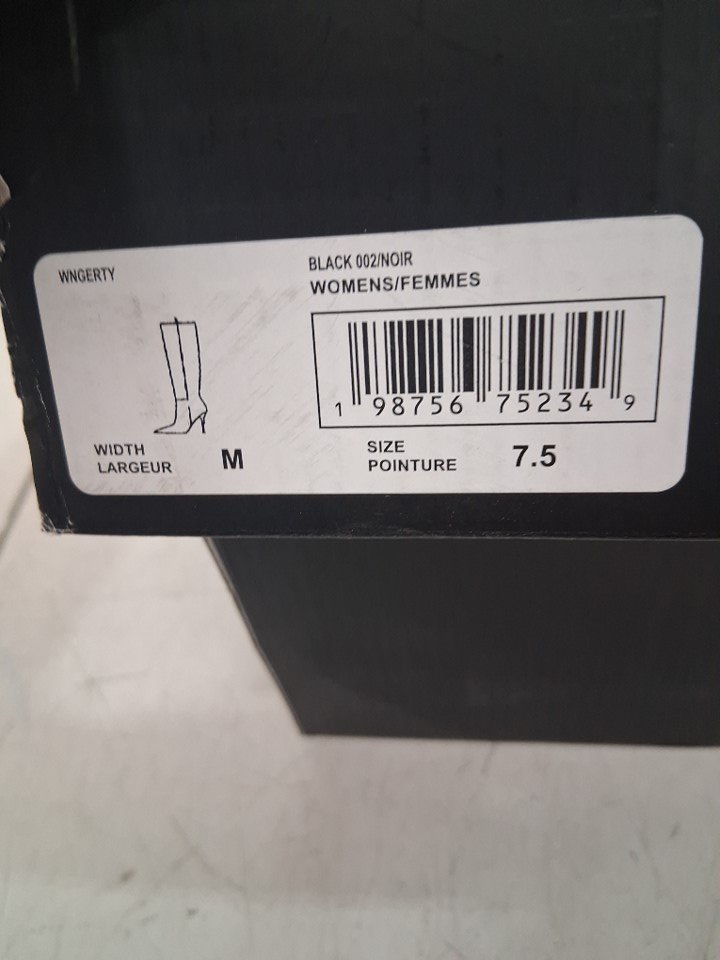 WNGERTY
BLACK 002/NOIR
WOMENS/FEMMES
1 98756 75234 9
WIDTH
LARGEUR
M
SIZE
POINTURE
7.5